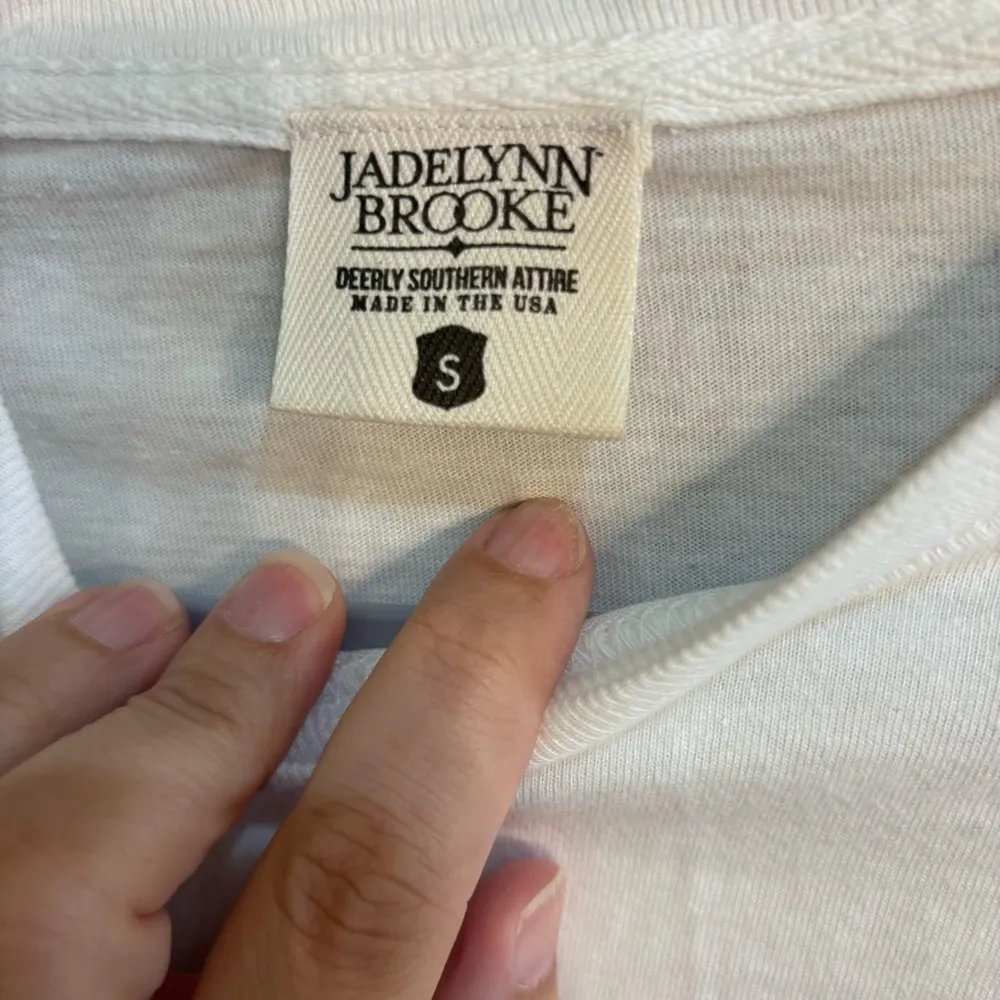 JADELYNN
BROOKE
DEERLY SOUTHERN ATTIRE
MADE IN THE USA
S